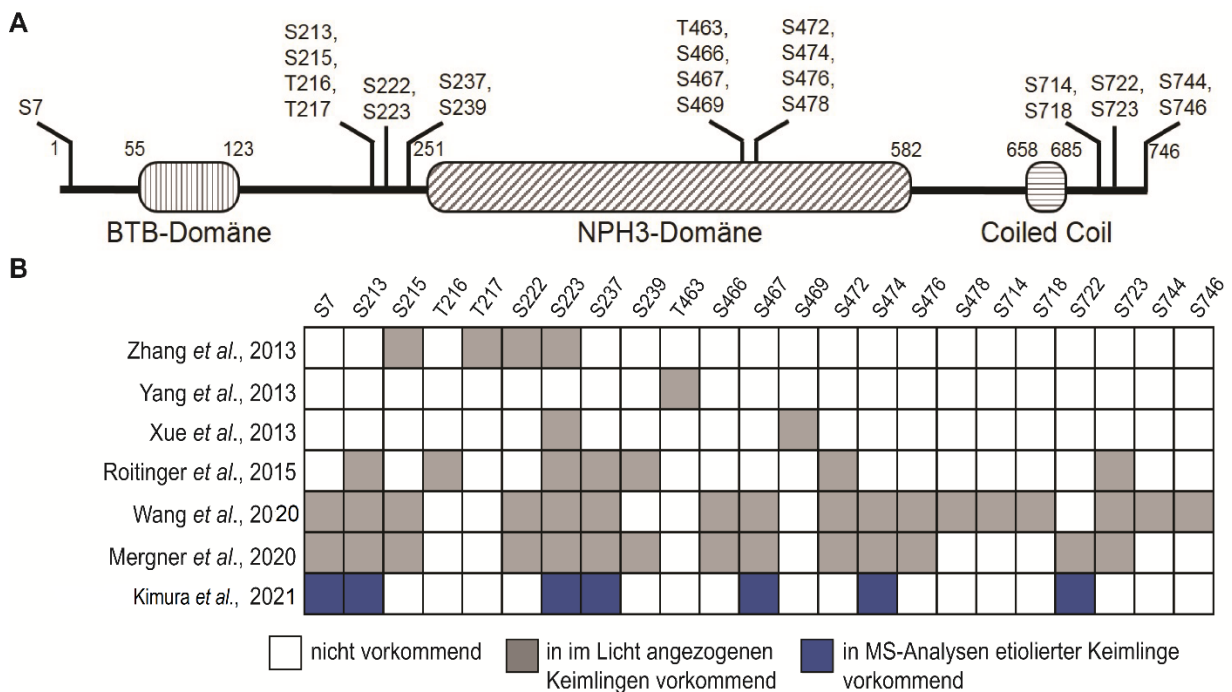 A
S7
S213,
S215,
T216,
T217
S222,
S223
S237,
S239
T463,
S466,
S467,
S469
S472,
S474,
S476,
S478
S714,
S718
S722,
S723
S744,
S746
1
55
123
251
582
658
685
746
BTB-Domäne
NPH3-Domäne
Coiled Coil
B
S7 S213 S215 T216 T217 S222 S223 S237 S239 T463 S466 S467 S469 S472 S474 S476 S478 S714 S718 S722 S723 S744 S746
Zhang et al., 2013
Yang et al., 2013
Xue et al., 2013
Roitinger et al., 2015
Wang et al., 2020
Mergner et al., 2020
Kimura et al., 2021
nicht vorkommend
in im Licht angezogenen
Keimlingen vorkommend
in MS-Analysen etiolierter Keimlinge
vorkommend